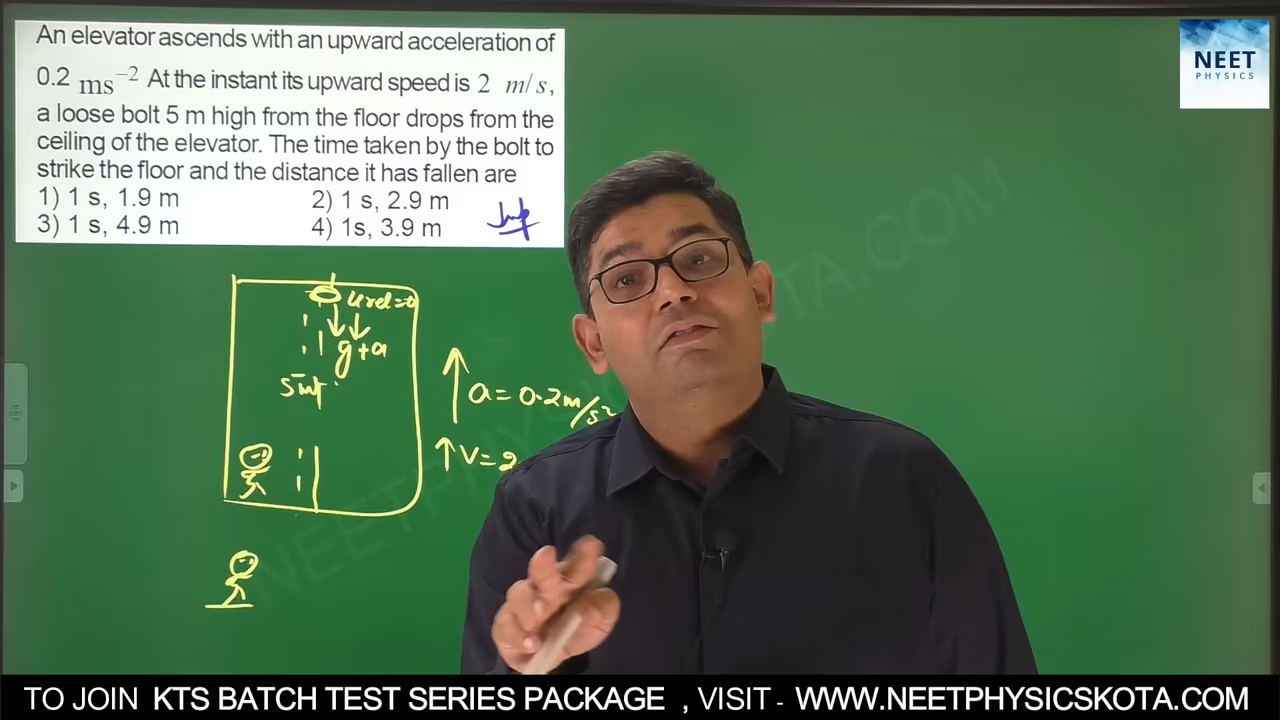 An elevator ascends with an upward acceleration of
0.2 ms⁻² At the instant its upward speed is 2 m/s,
a loose bolt 5 m high from the floor drops from the
ceiling of the elevator. The time taken by the bolt to
strike the floor and the distance it has fallen are
1) 1 s, 1.9 m 2) 1 s, 2.9 m
3) 1 s, 4.9 m 4) 1s, 3.9 m
NEET
PHYSICS
urel=0
g+a
5m
a=0.2m/s²
v=2
NEETPHYSICSKOTA.COM
TO JOIN KTS BATCH TEST SERIES PACKAGE , VISIT - WWW.NEETPHYSICSKOTA.COM